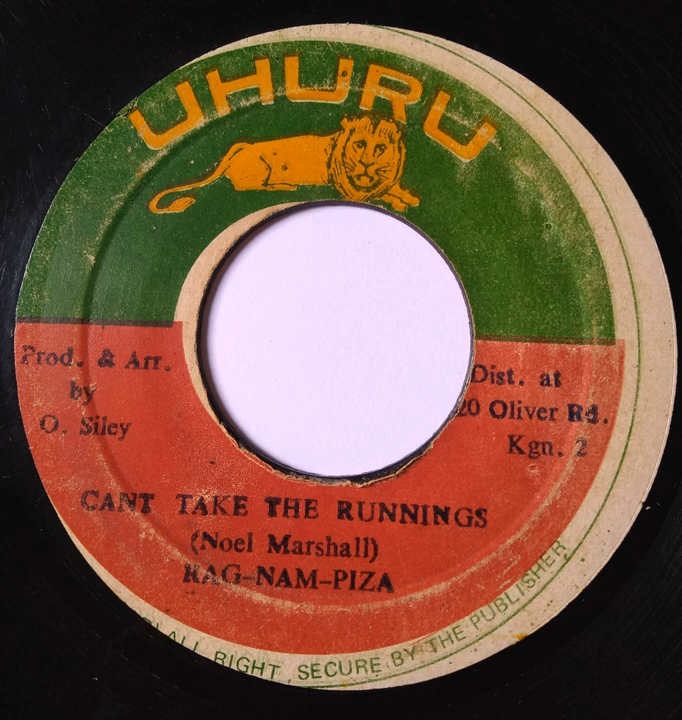 UHURU
Prod. & Arr.
by
O. Siley
Dist. at
20 Oliver Rd.
Kgn. 2
CANT TAKE THE RUNNINGS
(Noel Marshall)
RAG-NAM-PIZA
ALL RIGHT SECURE BY THE PUBLISHER